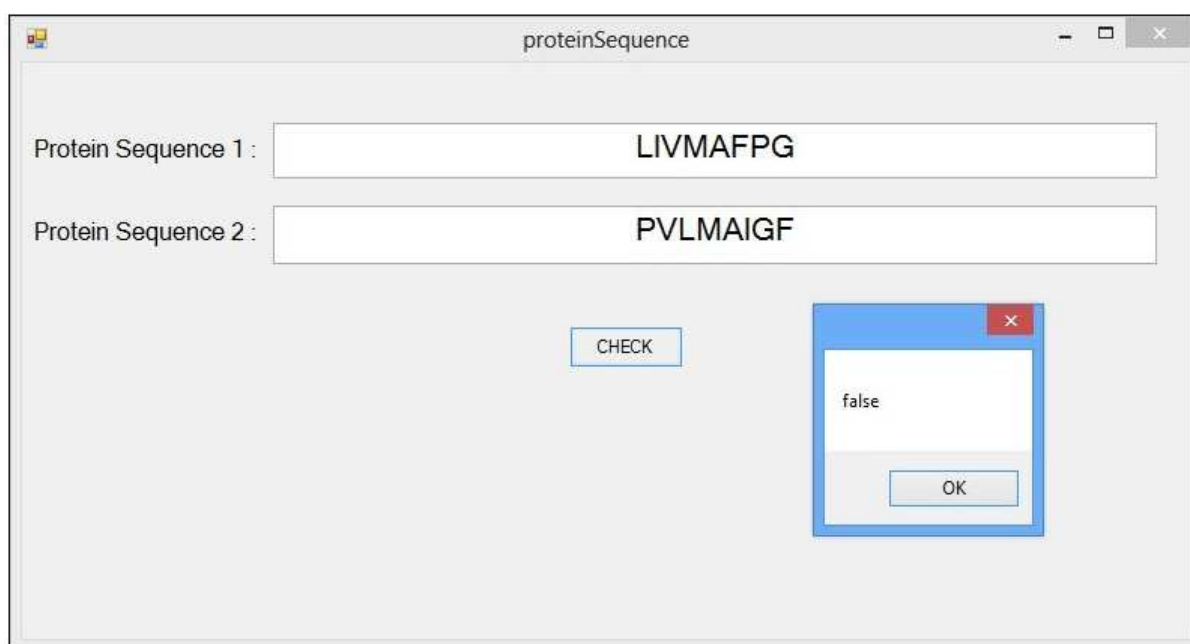 proteinSequence
Protein Sequence 1 : LIVMAFPG
Protein Sequence 2 : PVLMAIGF
CHECK
false
OK